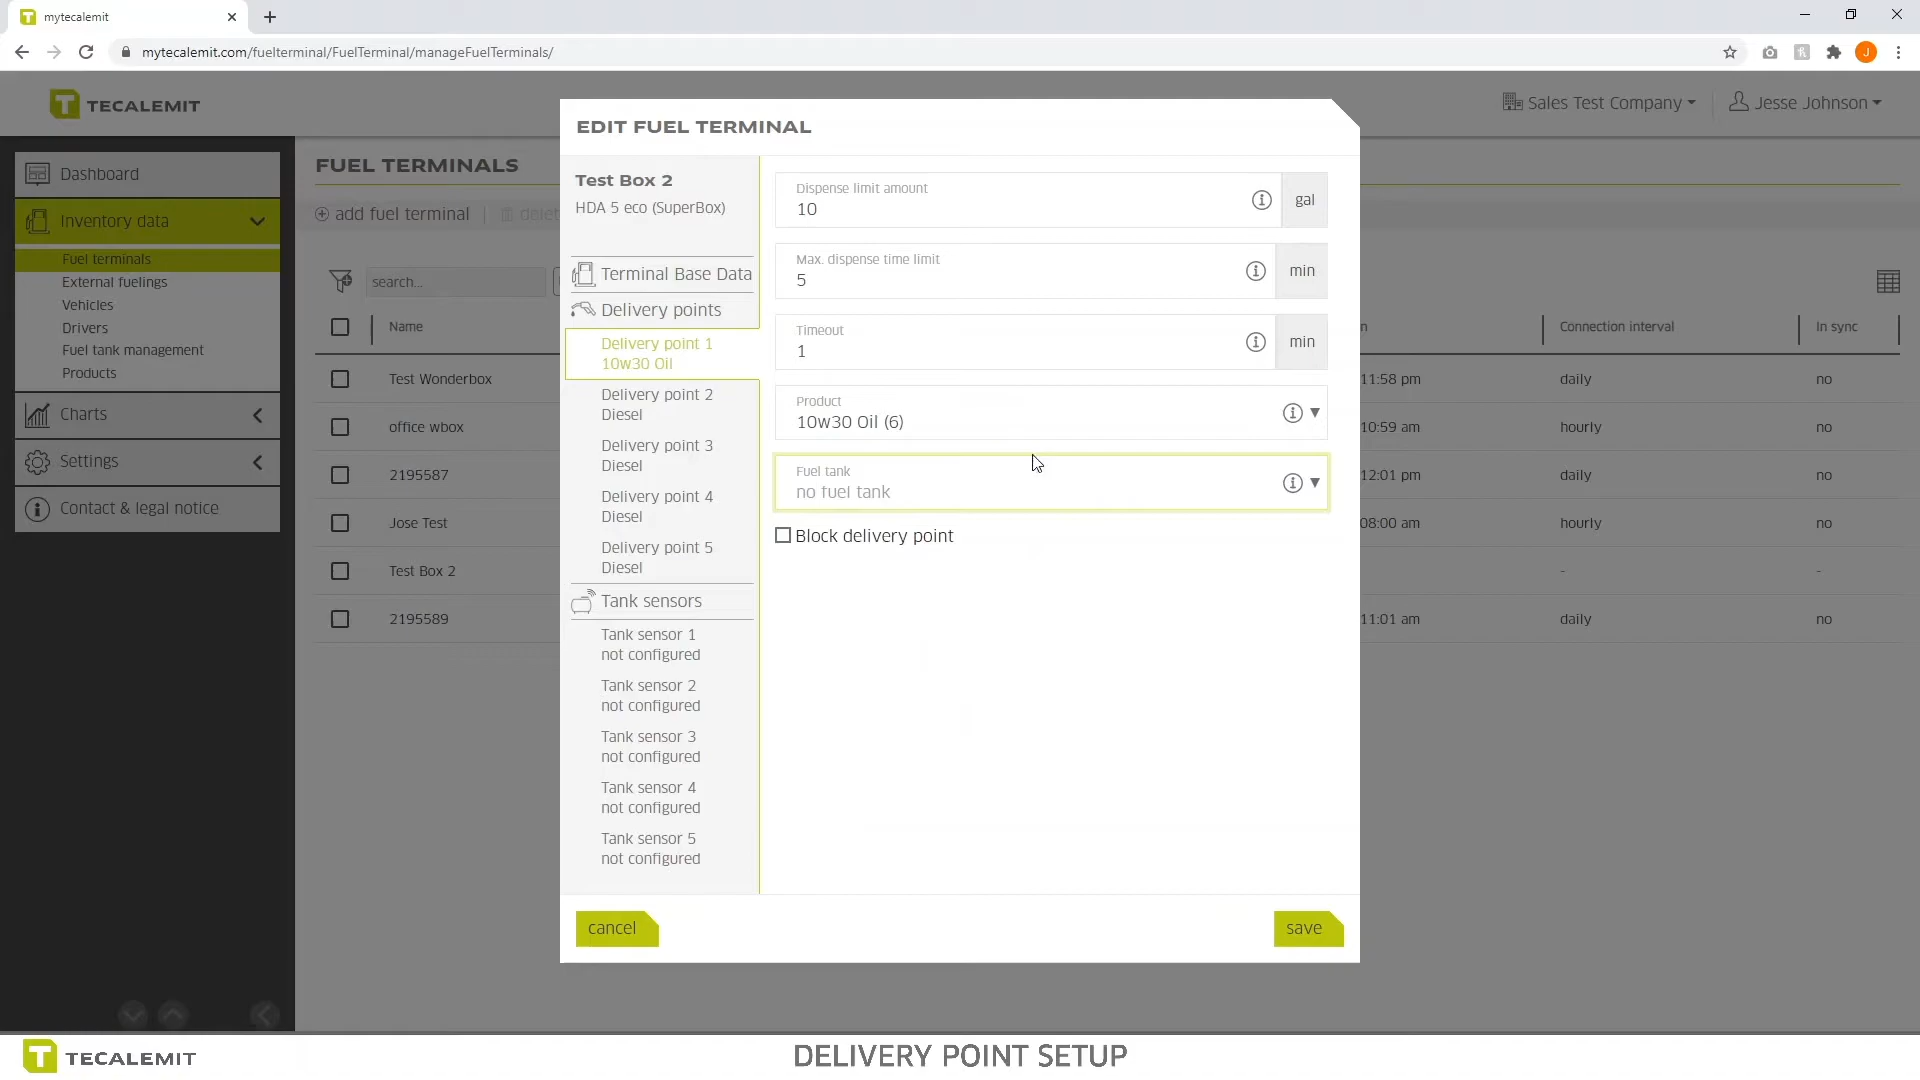 mytecalemit
mytecalemit.com/fuelterminal/FuelTerminal/manageFuelTerminals/
J
TECALEMIT
Sales Test Company
Jesse Johnson
Dashboard
Inventory data
Fuel terminals
External fuelings
Vehicles
Drivers
Fuel tank management
Products
Charts
Settings
Contact & legal notice
FUEL TERMINALS
add fuel terminal
delet
search...
Name
Connection interval
In sync
Test Wonderbox
11:58 pm
daily
no
office wbox
10:59 am
hourly
no
2195587
12:01 pm
daily
no
Jose Test
08:00 am
hourly
no
Test Box 2
-
-
2195589
11:01 am
daily
no
EDIT FUEL TERMINAL
Test Box 2
HDA 5 eco (SuperBox)
Terminal Base Data
Delivery points
Delivery point 1
10w30 Oil
Delivery point 2
Diesel
Delivery point 3
Diesel
Delivery point 4
Diesel
Delivery point 5
Diesel
Tank sensors
Tank sensor 1
not configured
Tank sensor 2
not configured
Tank sensor 3
not configured
Tank sensor 4
not configured
Tank sensor 5
not configured
Dispense limit amount
10
gal
Max. dispense time limit
5
min
Timeout
1
min
Product
10w30 Oil (6)
Fuel tank
no fuel tank
Block delivery point
cancel
save
TECALEMIT
DELIVERY POINT SETUP